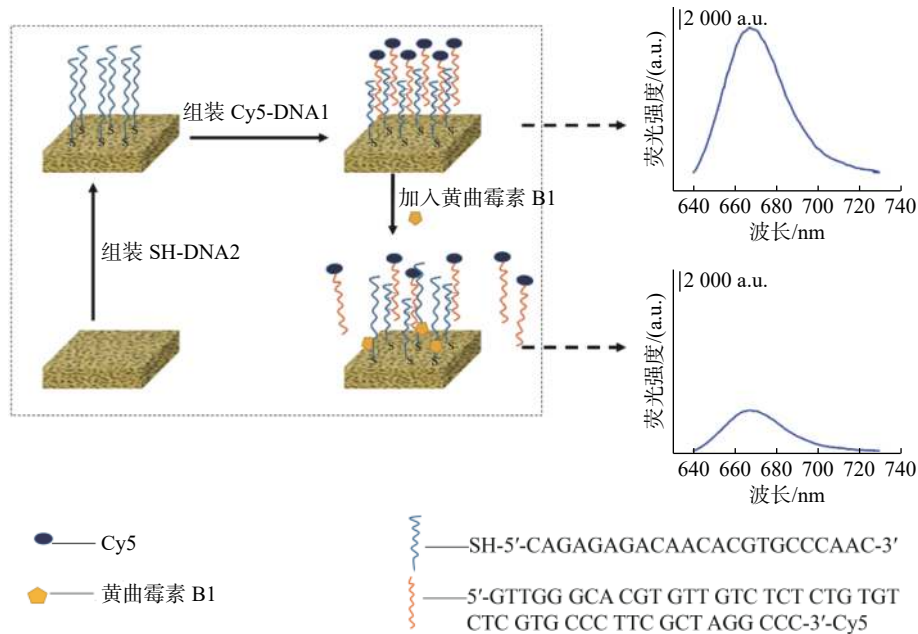 组装 Cy5-DNA1
S S S
S S S
加入黄曲霉素 B1
组装 SH-DNA2
S S
S S
2 000 a.u.
荧光强度/(a.u.)
640 660 680 700 720 740
波长/nm
2 000 a.u.
荧光强度/(a.u.)
640 660 680 700 720 740
波长/nm
Cy5
黄曲霉素 B1
SH-5′-CAGAGAGACAACACGTGCCCAAC-3′
5′-GTTGG GCA CGT GTT GTC TCT CTG TGT
CTC GTG CCC TTC GCT AGG CCC-3′-Cy5